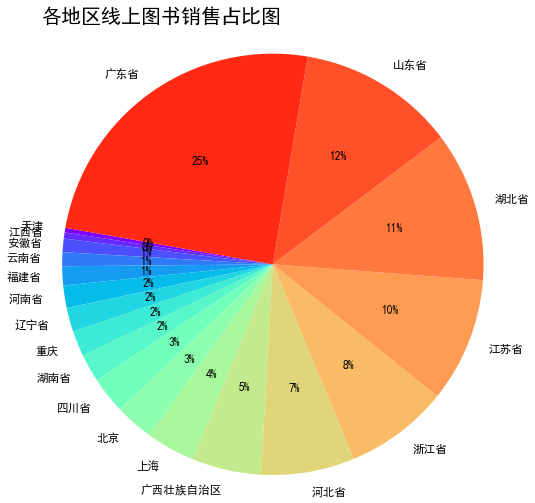 各地区线上图书销售占比图
广东省
25%
山东省
12%
湖北省
11%
江苏省
10%
浙江省
8%
河北省
7%
广西壮族自治区
5%
上海
4%
北京
3%
四川省
3%
湖南省
2%
重庆
2%
辽宁省
2%
河南省
2%
福建省
1%
云南省
1%
安徽省
江西省
天津
0%